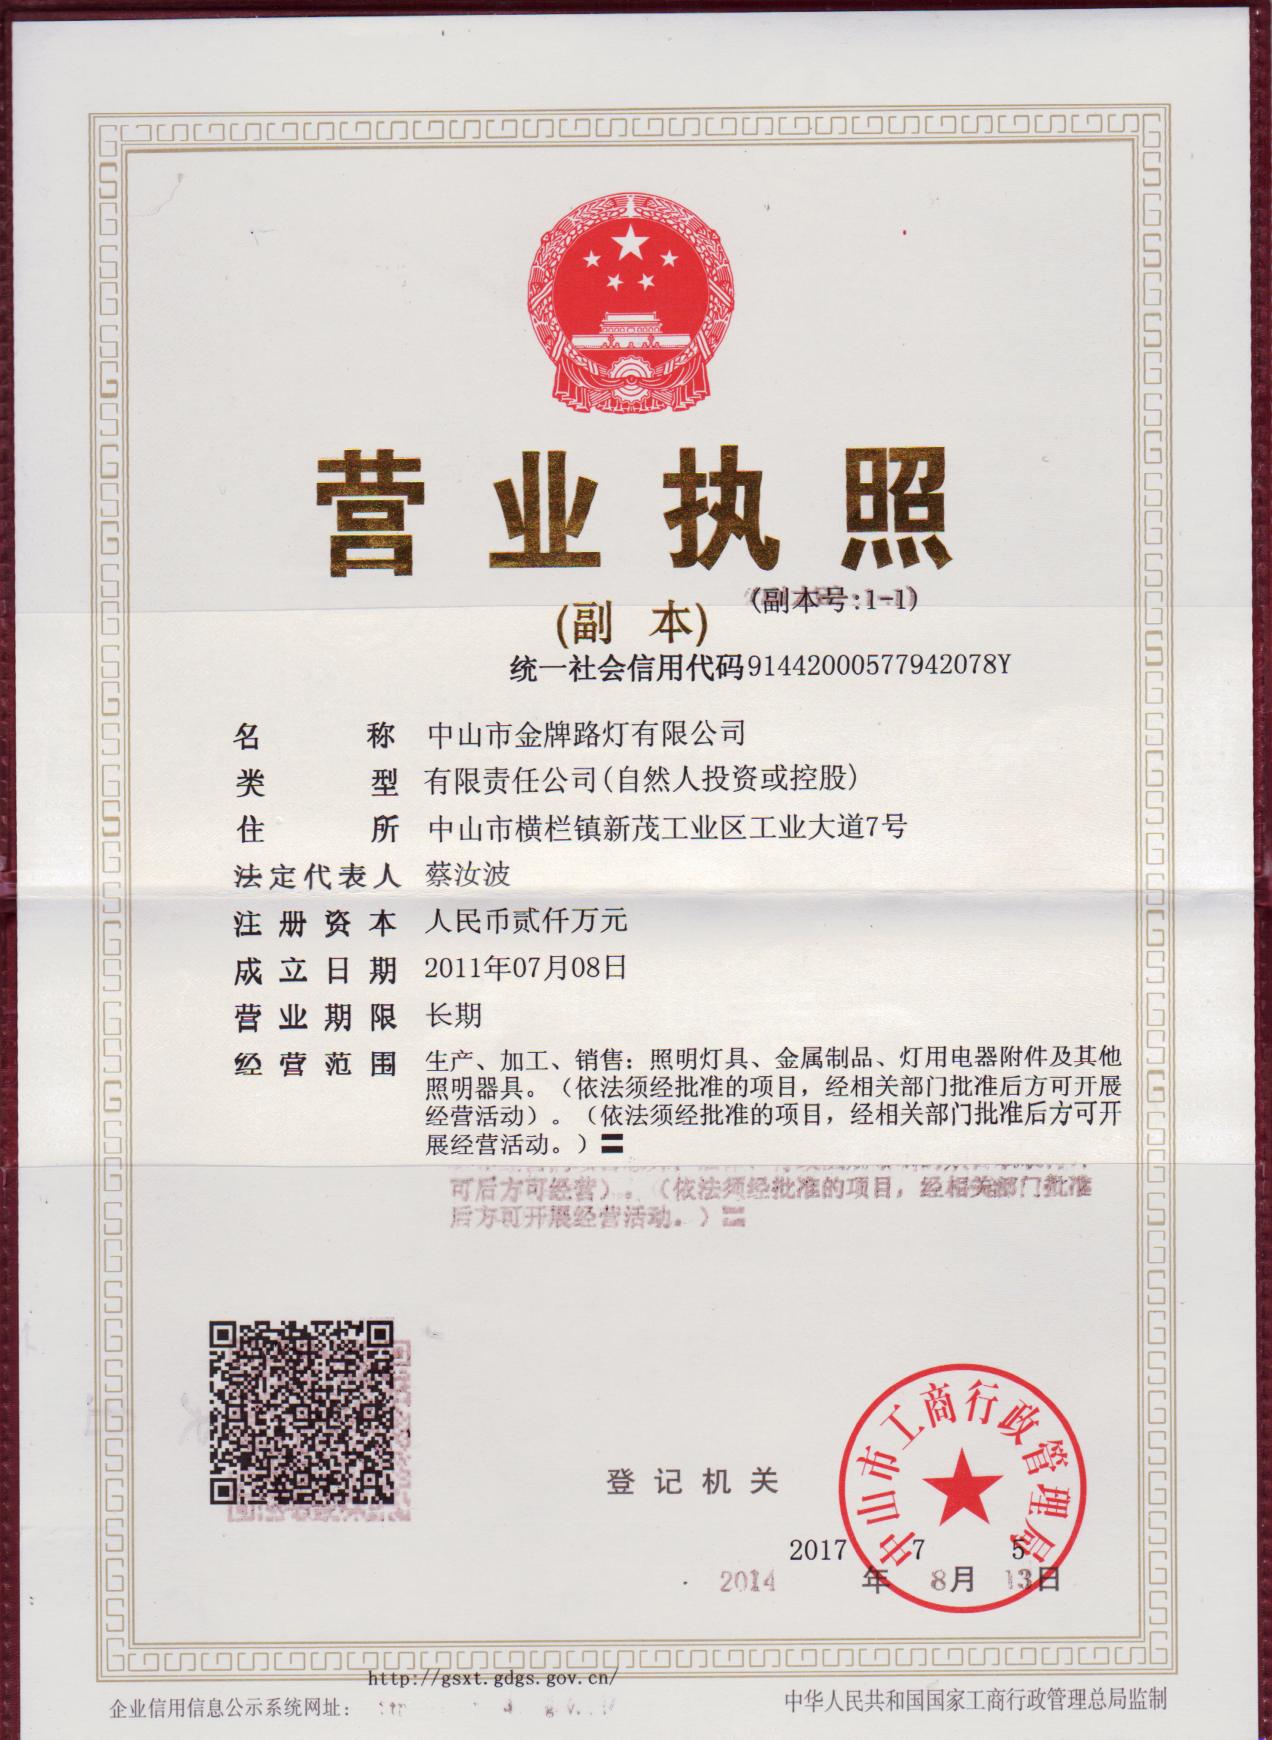 营业执照
(副 本)
(副本号:1-1)
统一社会信用代码91442000577942078Y
名称 中山市金牌路灯有限公司
类型 有限责任公司(自然人投资或控股)
住所 中山市横栏镇新茂工业区工业大道7号
法定代表人 蔡汝波
注册资本 人民币贰仟万元
成立日期 2011年07月08日
营业期限 长期
经营范围 生产、加工、销售：照明灯具、金属制品、灯用电器附件及其他
照明器具。（依法须经批准的项目，经相关部门批准后方可开展
经营活动）。（依法须经批准的项目，经相关部门批准后方可开
展经营活动。）〓
可后方可经营）。（依法须经批准的项目，经相关部门批准
后方可开展经营活动。）〓
登记机关
中山市工商行政管理局
2017 7 5
2014 年 8月 13日
http://gsxt.gdgs.gov.cn/
企业信用信息公示系统网址：
中华人民共和国国家工商行政管理总局监制